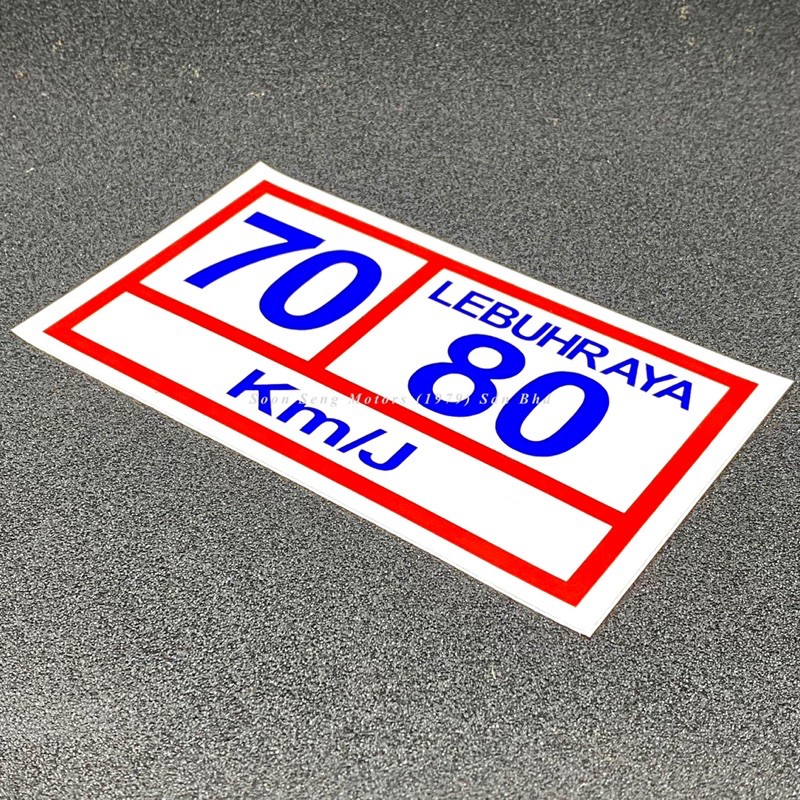 70
LEBUHRAYA
80
Km/J
Soon Seng Motors (1979) Sdn Bhd